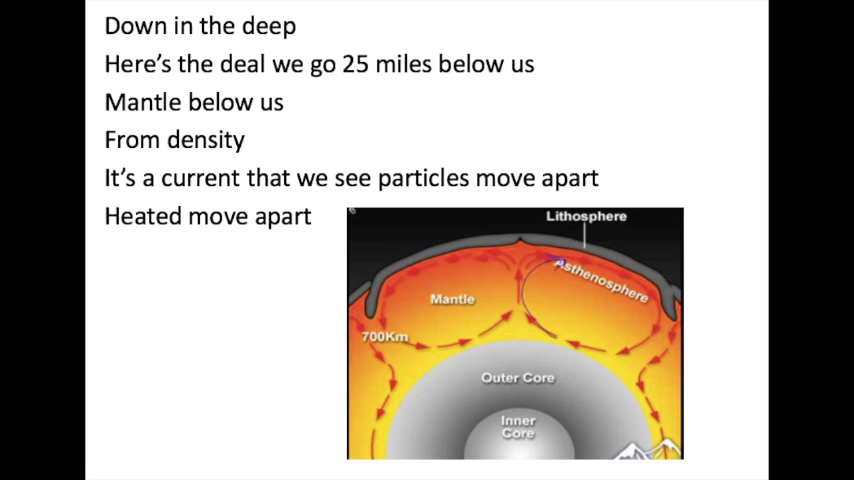 Down in the deep
Here’s the deal we go 25 miles below us
Mantle below us
From density
It’s a current that we see particles move apart
Heated move apart
Lithosphere
Asthenosphere
Mantle
700Km
Outer Core
Inner
Core